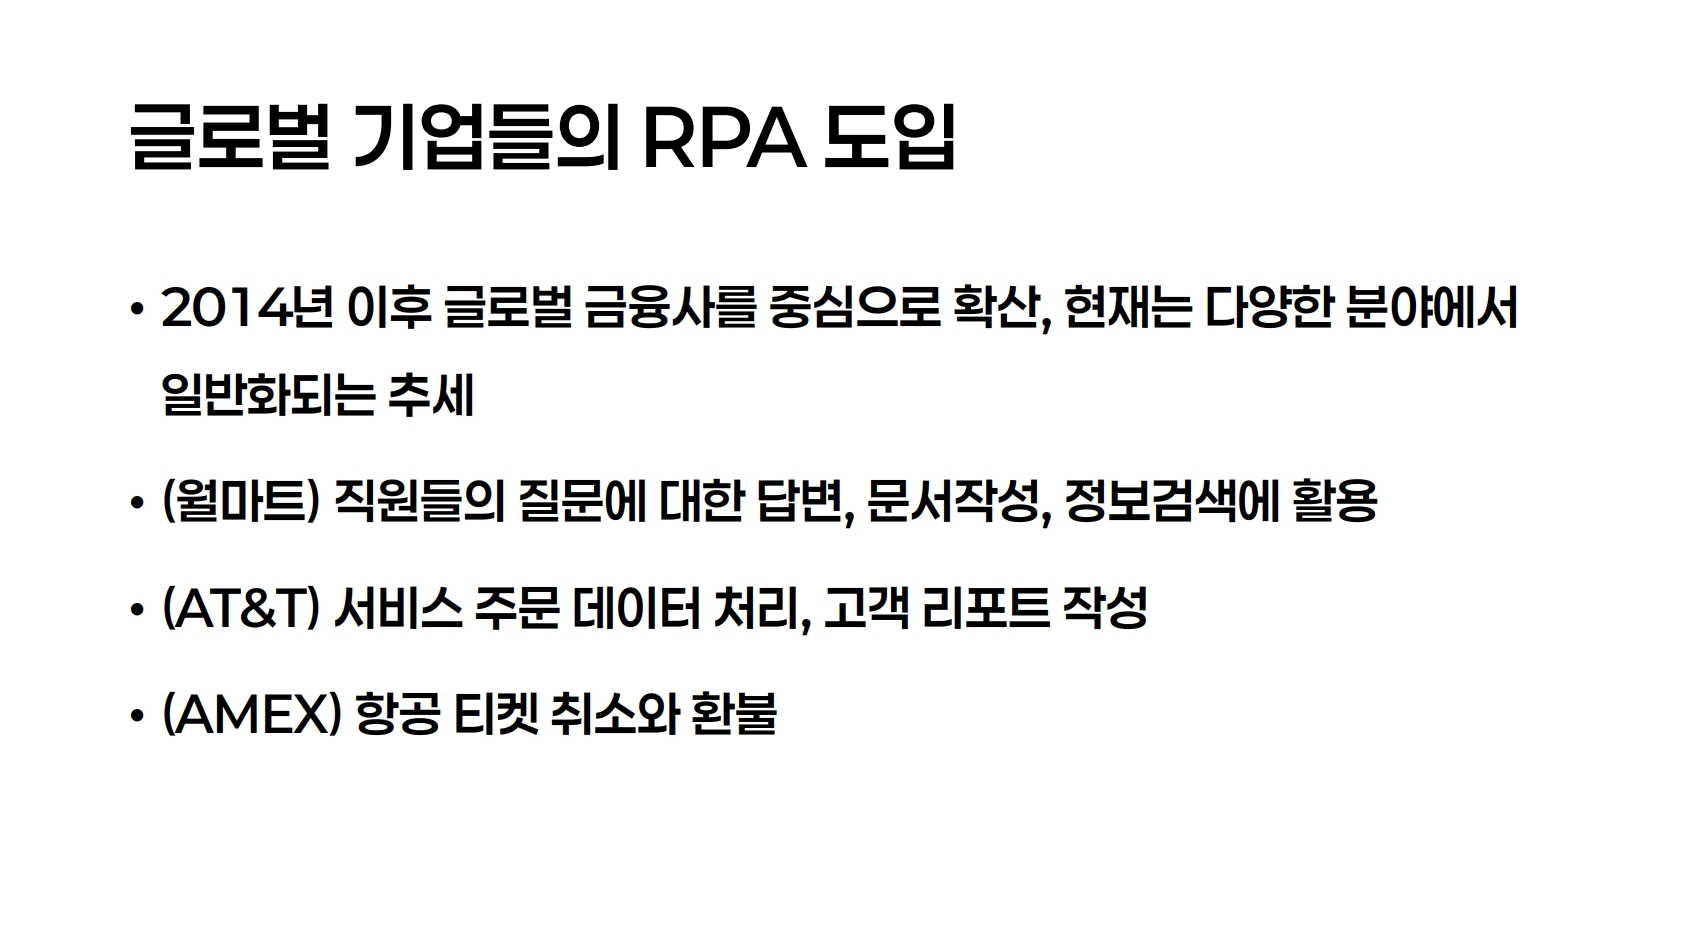 글로벌 기업들의 RPA 도입
• 2014년 이후 글로벌 금융사를 중심으로 확산, 현재는 다양한 분야에서
일반화되는 추세
• (월마트) 직원들의 질문에 대한 답변, 문서작성, 정보검색에 활용
• (AT&T) 서비스 주문 데이터 처리, 고객 리포트 작성
• (AMEX) 항공 티켓 취소와 환불